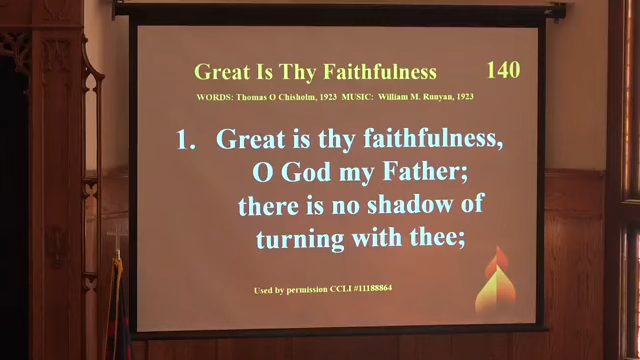 Great Is Thy Faithfulness 140
WORDS: Thomas O Chisholm, 1923 MUSIC: William M. Runyan, 1923
1. Great is thy faithfulness,
O God my Father;
there is no shadow of
turning with thee;
Used by permission CCLI #11188864